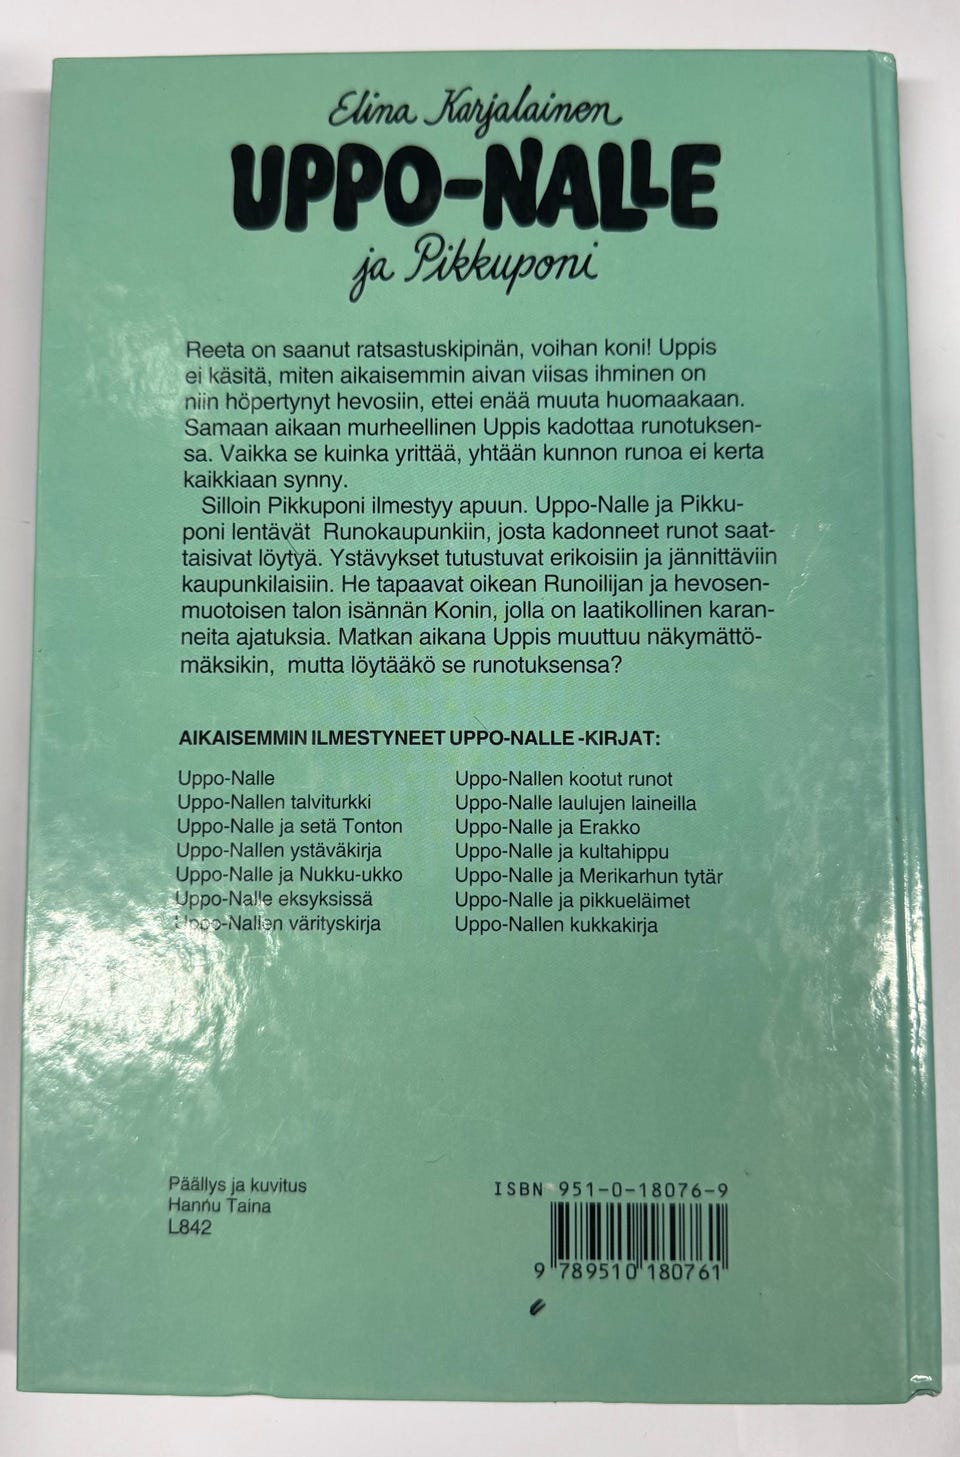 Elina Karjalainen
UPPO-NALLE
ja Pikkuponi
Reeta on saanut ratsastuskipinän, voihan koni! Uppis
ei käsitä, miten aikaisemmin aivan viisas ihminen on
niin höpertynyt hevosiin, ettei enää muuta huomaakaan.
Samaan aikaan murheellinen Uppis kadottaa runotuksen-
sa. Vaikka se kuinka yrittää, yhtään kunnon runoa ei kerta
kaikkiaan synny.
Silloin Pikkuponi ilmestyy apuun. Uppo-Nalle ja Pikku-
poni lentävät Runokaupunkiin, josta kadonneet runot saat-
taisivat löytyä. Ystävykset tutustuvat erikoisiin ja jännittäviin
kaupunkilaisiin. He tapaavat oikean Runoilijan ja hevosen-
muotoisen talon isännän Konin, jolla on laatikollinen karan-
neita ajatuksia. Matkan aikana Uppis muuttuu näkymättö-
mäksikin, mutta löytääkö se runotuksensa?
AIKAISEMMIN ILMESTYNEET UPPO-NALLE -KIRJAT:
Uppo-Nalle
Uppo-Nallen talviturkki
Uppo-Nalle ja setä Tonton
Uppo-Nallen ystäväkirja
Uppo-Nalle ja Nukku-ukko
Uppo-Nalle eksyksissä
Uppo-Nallen värityskirja
Uppo-Nallen kootut runot
Uppo-Nalle laulujen laineilla
Uppo-Nalle ja Erakko
Uppo-Nalle ja kultahippu
Uppo-Nalle ja Merikarhun tytär
Uppo-Nalle ja pikkueläimet
Uppo-Nallen kukkakirja
Päällys ja kuvitus
Hannu Taina
L842
ISBN 951-0-18076-9
9 789510 180761